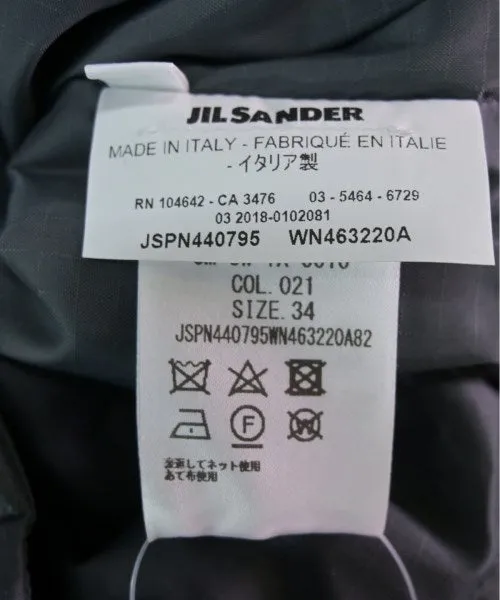 JIL SANDER
MADE IN ITALY - FABRIQUÉ EN ITALIE
- イタリア製
RN 104642 - CA 3476 03 - 5464 - 6729
03 2018-0102081
JSPN440795 WN463220A
COL. 021
SIZE. 34
JSPN440795WN463220A82
F
W
裏返してネット使用
あて布使用